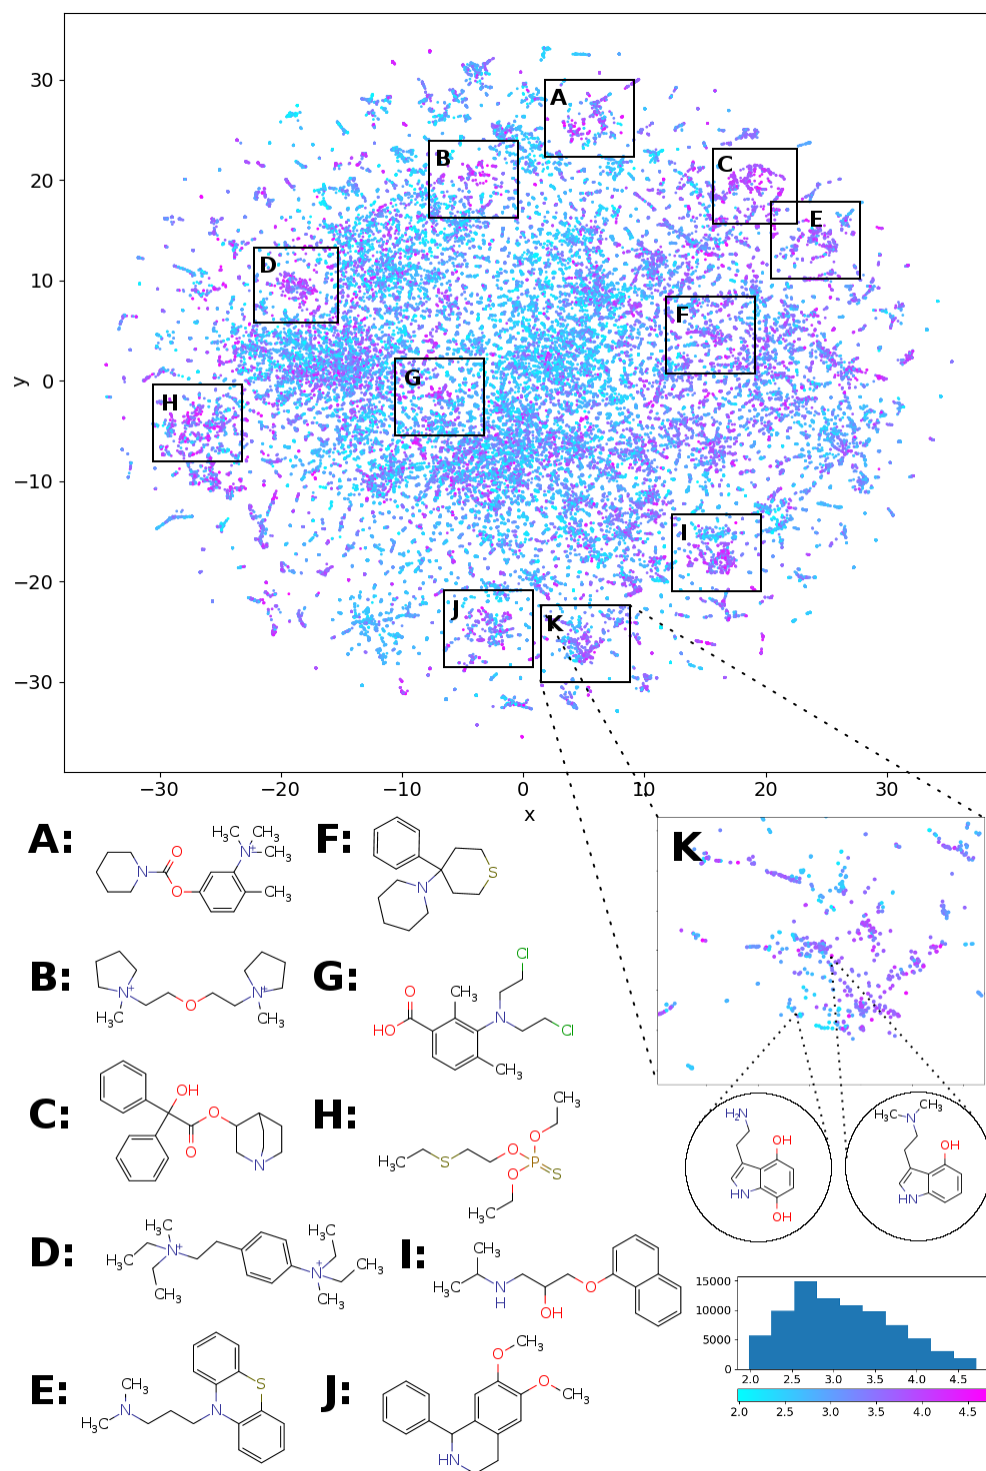 30
20
10
0
−10
−20
−30
y
A
B
C
E
D
F
G
H
I
J
K
−30
−20
−10
0
10
20
30
x
A:
N
O
O
H₃C
CH₃
N⁺
CH₃
CH₃
F:
N
S
K
B:
N⁺
H₃C
O
N⁺
CH₃
G:
O
HO
CH₃
N
Cl
Cl
CH₃
C:
OH
O
O
N
H:
CH₃
O
H₃C
S
O
P
S
O
H₃C
H₂N
OH
HN
OH
H₃C
CH₃
N
OH
HN
D:
CH₃
H₃C
N⁺
CH₃
CH₃
N⁺
CH₃
CH₃
I:
CH₃
H₃C
N
H
OH
O
E:
CH₃
H₃C
N
N
S
J:
O
CH₃
O
CH₃
HN
15000
10000
5000
0
2.0 2.5 3.0 3.5 4.0 4.5
2.0 2.5 3.0 3.5 4.0 4.5